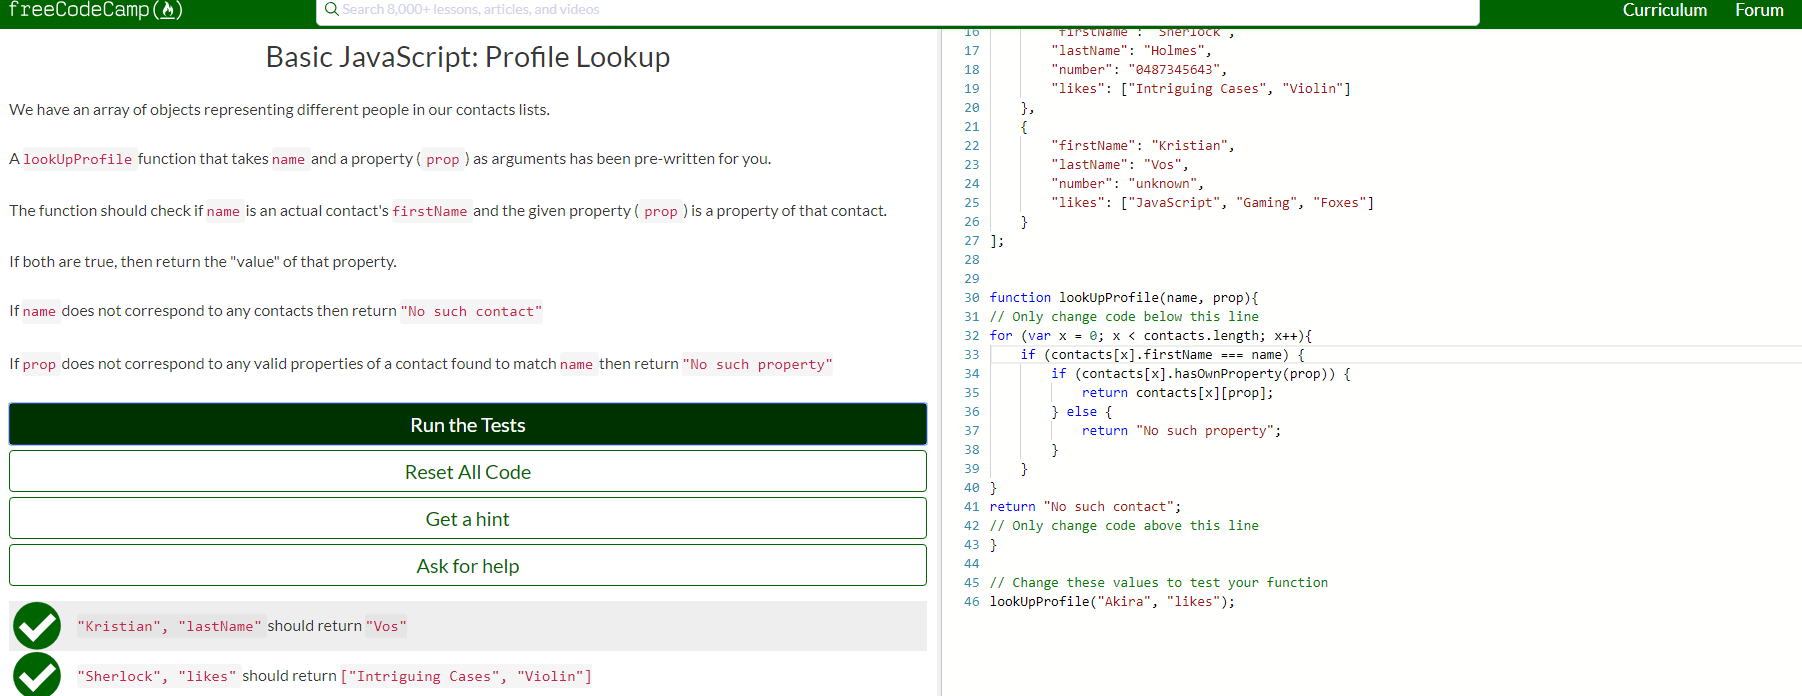 freeCodeCamp
Search 8,000+ lessons, articles, and videos
Curriculum Forum
Basic JavaScript: Profile Lookup
We have an array of objects representing different people in our contacts lists.
A lookUpProfile function that takes name and a property ( prop ) as arguments has been pre-written for you.
The function should check if name is an actual contact's firstName and the given property ( prop ) is a property of that contact.
If both are true, then return the "value" of that property.
If name does not correspond to any contacts then return "No such contact"
If prop does not correspond to any valid properties of a contact found to match name then return "No such property"
Run the Tests
Reset All Code
Get a hint
Ask for help
"Kristian", "lastName" should return "Vos"
"Sherlock", "likes" should return ["Intriguing Cases", "Violin"]
16 "firstName": "Sherlock",
17 "lastName": "Holmes",
18 "number": "0487345643",
19 "likes": ["Intriguing Cases", "Violin"]
20 },
21 {
22 "firstName": "Kristian",
23 "lastName": "Vos",
24 "number": "unknown",
25 "likes": ["JavaScript", "Gaming", "Foxes"]
26 }
27 ];
28
29
30 function lookUpProfile(name, prop){
31 // Only change code below this line
32 for (var x = 0; x < contacts.length; x++){
33 if (contacts[x].firstName === name) {
34 if (contacts[x].hasOwnProperty(prop)) {
35 return contacts[x][prop];
36 } else {
37 return "No such property";
38 }
39 }
40 }
41 return "No such contact";
42 // Only change code above this line
43 }
44
45 // Change these values to test your function
46 lookUpProfile("Akira", "likes");